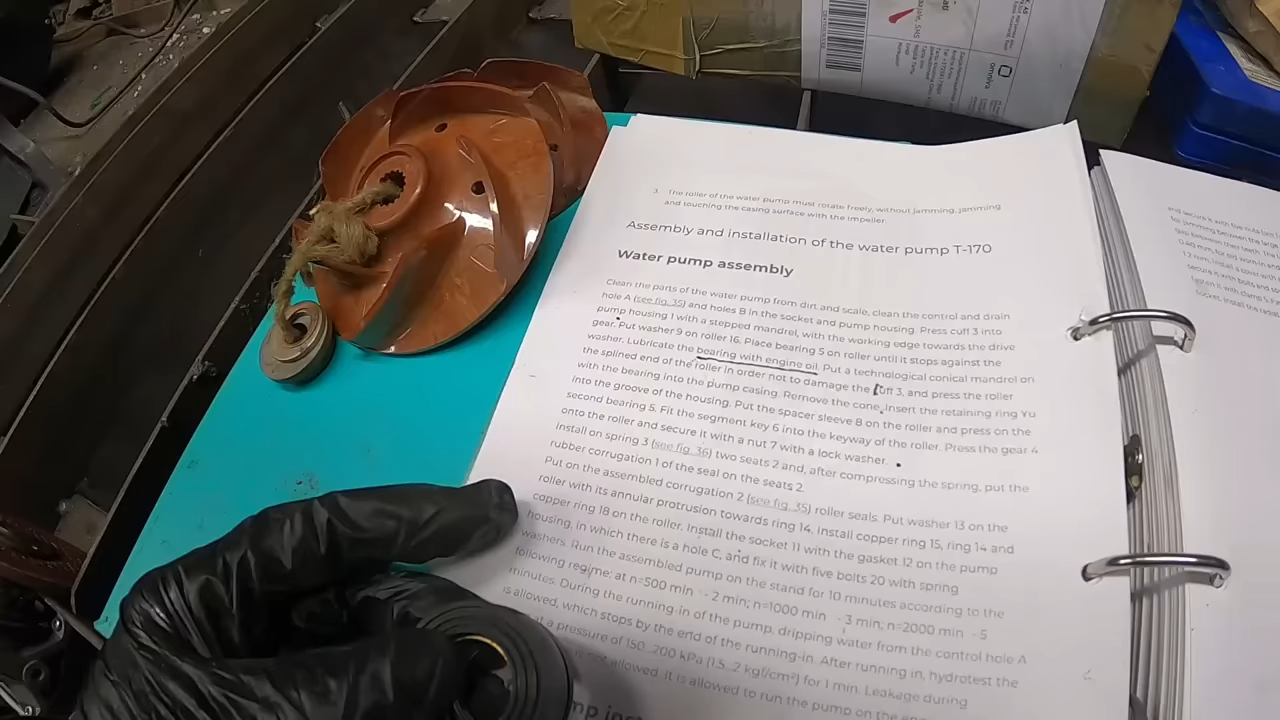 3. The roller of the water pump must rotate freely, without jamming, jamming
and touching the casing surface with the impeller.
Assembly and installation of the water pump T-170
Water pump assembly
Clean the parts of the water pump from dirt and scale, clean the control and drain
hole A (see fig. 35) and holes B in the socket and pump housing. Press cuff 3 into
pump housing 1 with a stepped mandrel, with the working edge towards the drive
gear. Put washer 9 on roller 16. Place bearing 5 on roller until it stops against the
washer. Lubricate the bearing with engine oil. Put a technological conical mandrel on
the splined end of the roller in order not to damage the cuff 3, and press the roller
with the bearing into the pump casing. Remove the cone, Insert the retaining ring Yu
into the groove of the housing. Put the spacer sleeve 8 on the roller and press on the
second bearing 5. Fit the segment key 6 into the keyway of the roller. Press the gear 4
onto the roller and secure it with a nut 7 with a lock washer.
Install on spring 3 (see fig. 36) two seats 2 and, after compressing the spring, put the
rubber corrugation 1 of the seal on the seats 2.
Put on the assembled corrugation 2 (see fig. 35) roller seals. Put washer 13 on the
roller with its annular protrusion towards ring 14. Install copper ring 15, ring 14 and
copper ring 18 on the roller. Install the socket 11 with the gasket 12 on the pump
housing, in which there is a hole C, and fix it with five bolts 20 with spring
washers. Run the assembled pump on the stand for 10 minutes according to the
following regime: at n=500 min - 2 min; n=1000 min - 3 min; n=2000 min - 5
minutes. During the running-in of the pump, dripping water from the control hole A
is allowed, which stops by the end of the running-in. After running in, hydrotest the
at a pressure of 150...200 kPa (1.5...2 kgf/cm²) for 1 min. Leakage during
is not allowed. It is allowed to run the pump on the
omniva